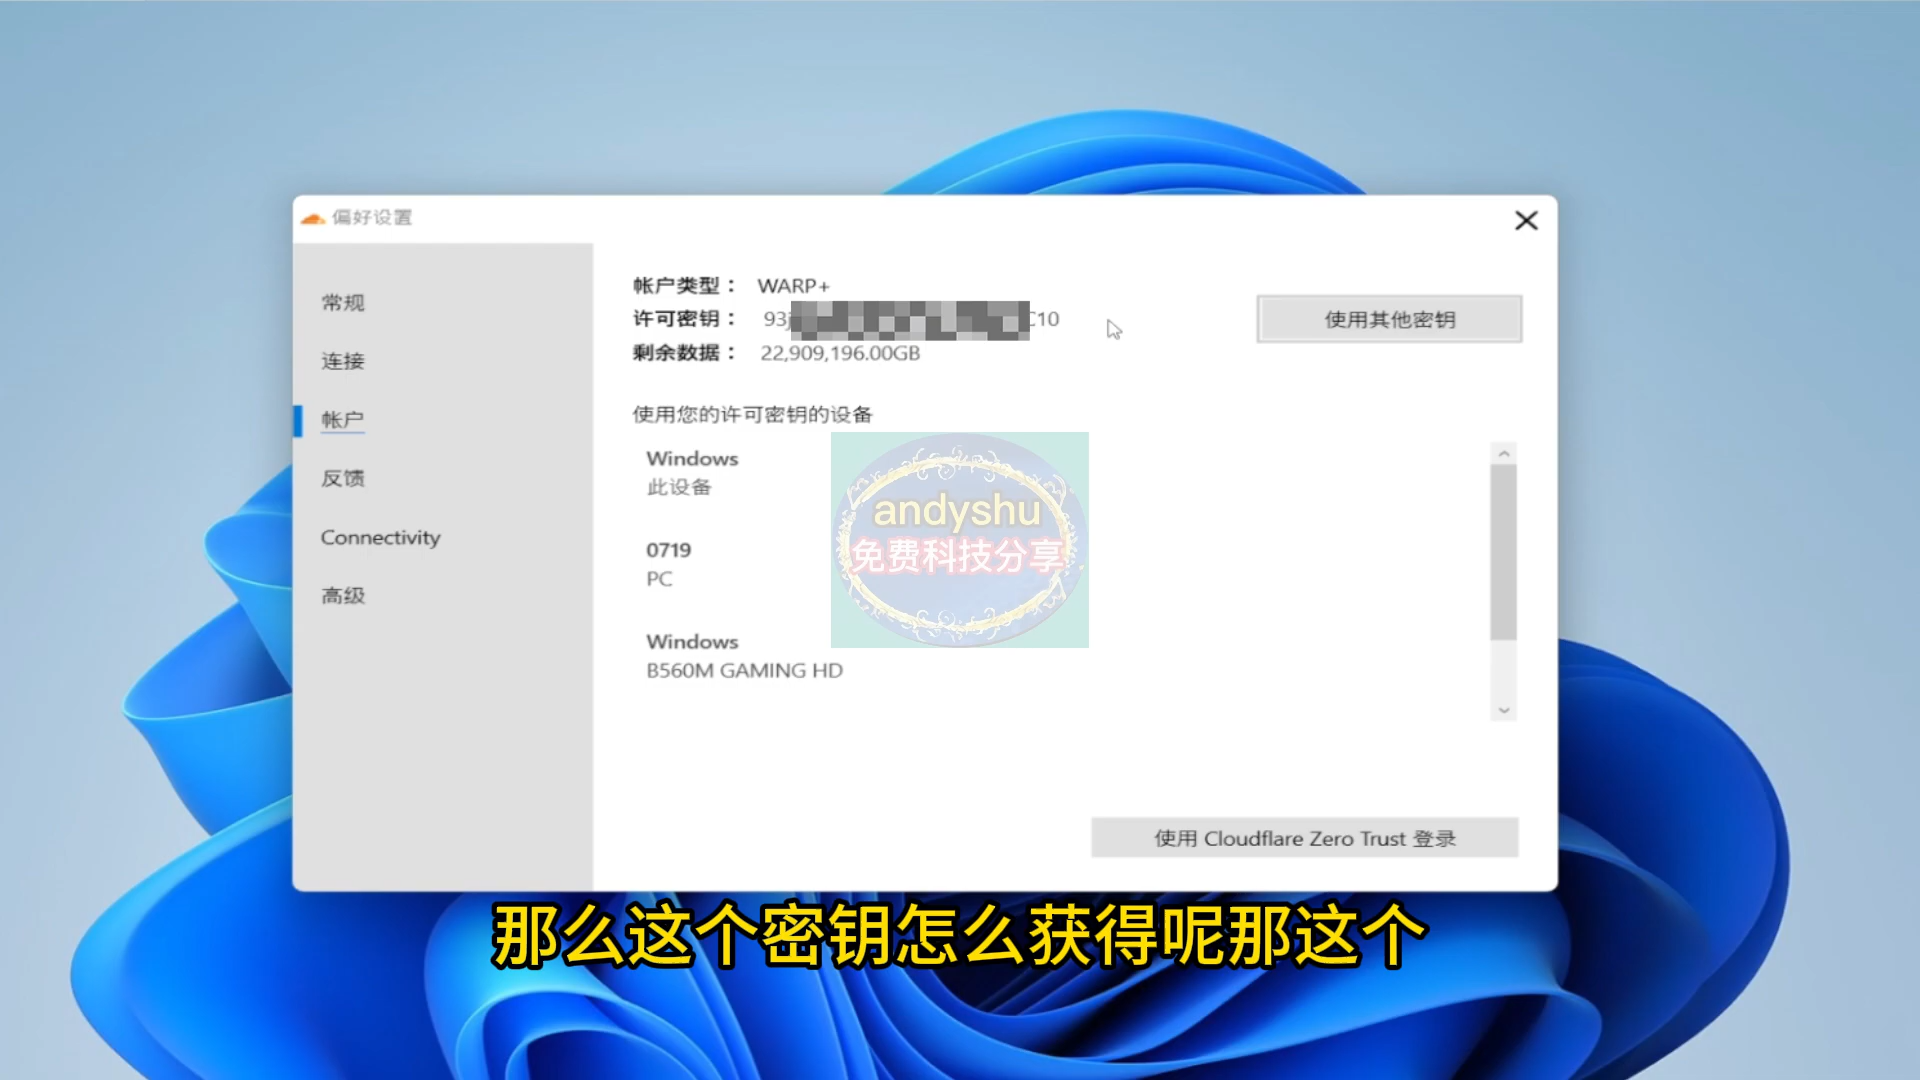 偏好设置
常规
连接
帐户
反馈
Connectivity
高级
帐户类型： WARP+
许可密钥： 93j C10
剩余数据： 22,909,196.00GB
使用其他密钥
使用您的许可密钥的设备
Windows
此设备
0719
PC
Windows
B560M GAMING HD
andyshu
免费科技分享
使用 Cloudflare Zero Trust 登录
那么这个密钥怎么获得呢那这个